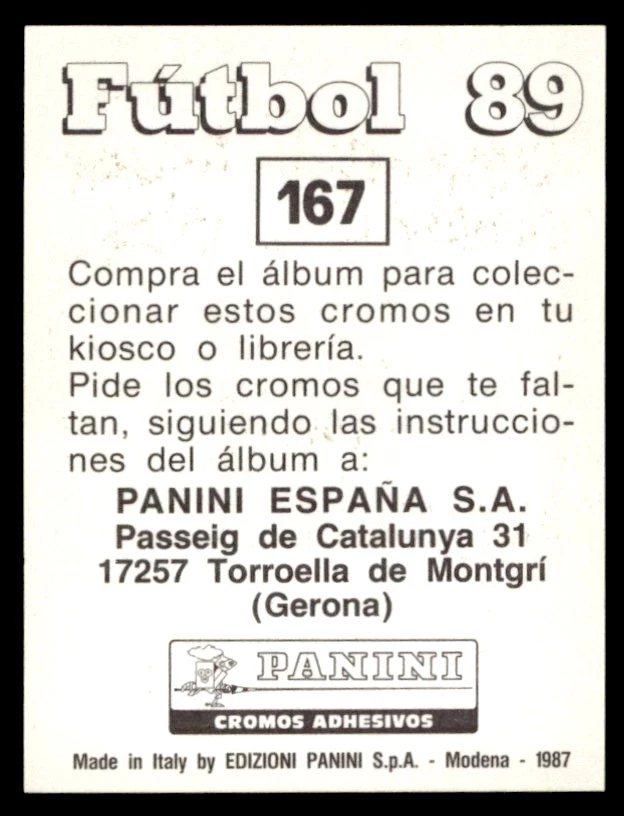 Fútbol 89
167
Compra el álbum para colec-
cionar estos cromos en tu
kiosco o librería.
Pide los cromos que te fal-
tan, siguiendo las instruccio-
nes del álbum a:
PANINI ESPAÑA S.A.
Passeig de Catalunya 31
17257 Torroella de Montgrí
(Gerona)
PANINI
CROMOS ADHESIVOS
Made in Italy by EDIZIONI PANINI S.p.A. - Modena - 1987